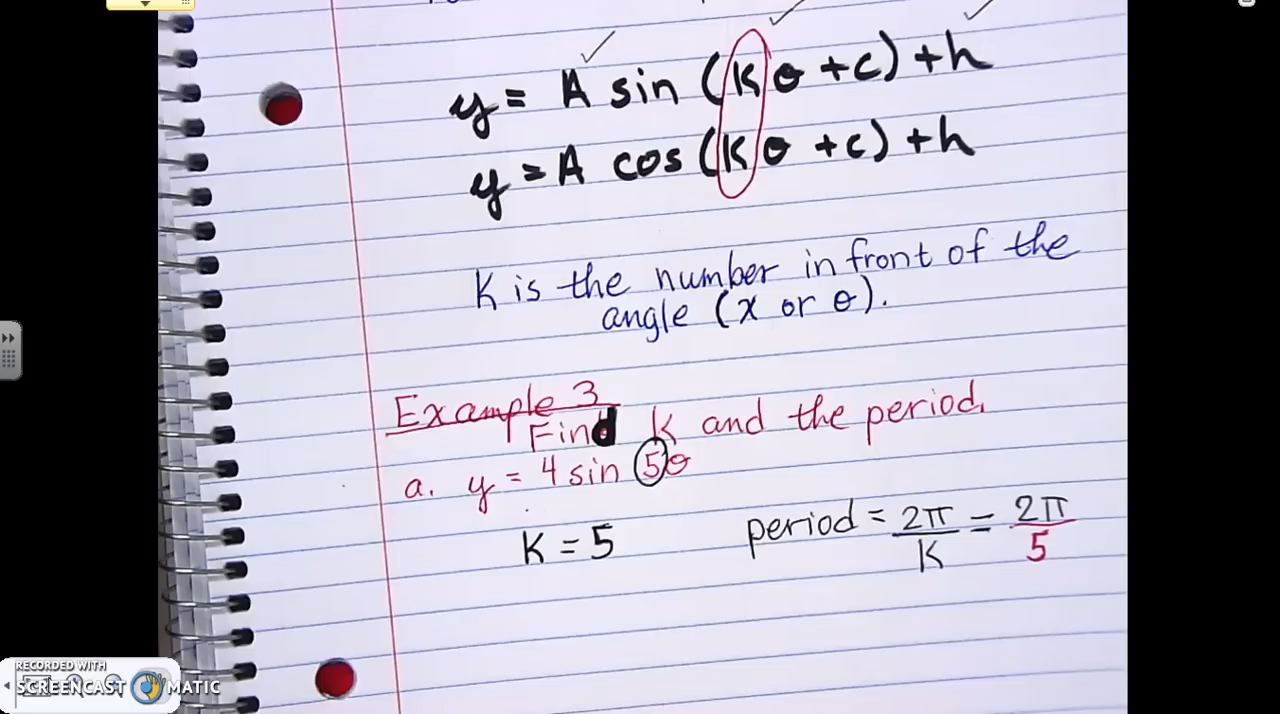 y = A sin (Kθ + c) + h
y = A cos (Kθ + c) + h
K is the number in front of the
angle (x or θ).
Example 3
Find K and the period.
a. y = 4 sin 5θ
K = 5 period = 2π/K = 2π/5
RECORDED WITH
SCREENCAST MATIC